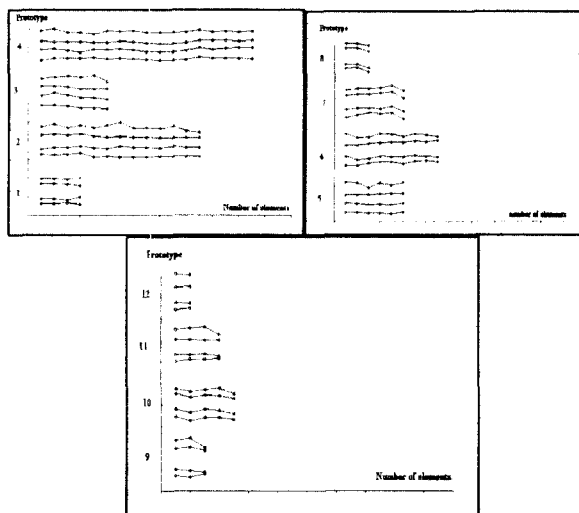 Prototype
4
3
2
1
Number of elements
Prototype
8
7
6
5
number of elements
Prototype
12
11
10
9
Number of elements